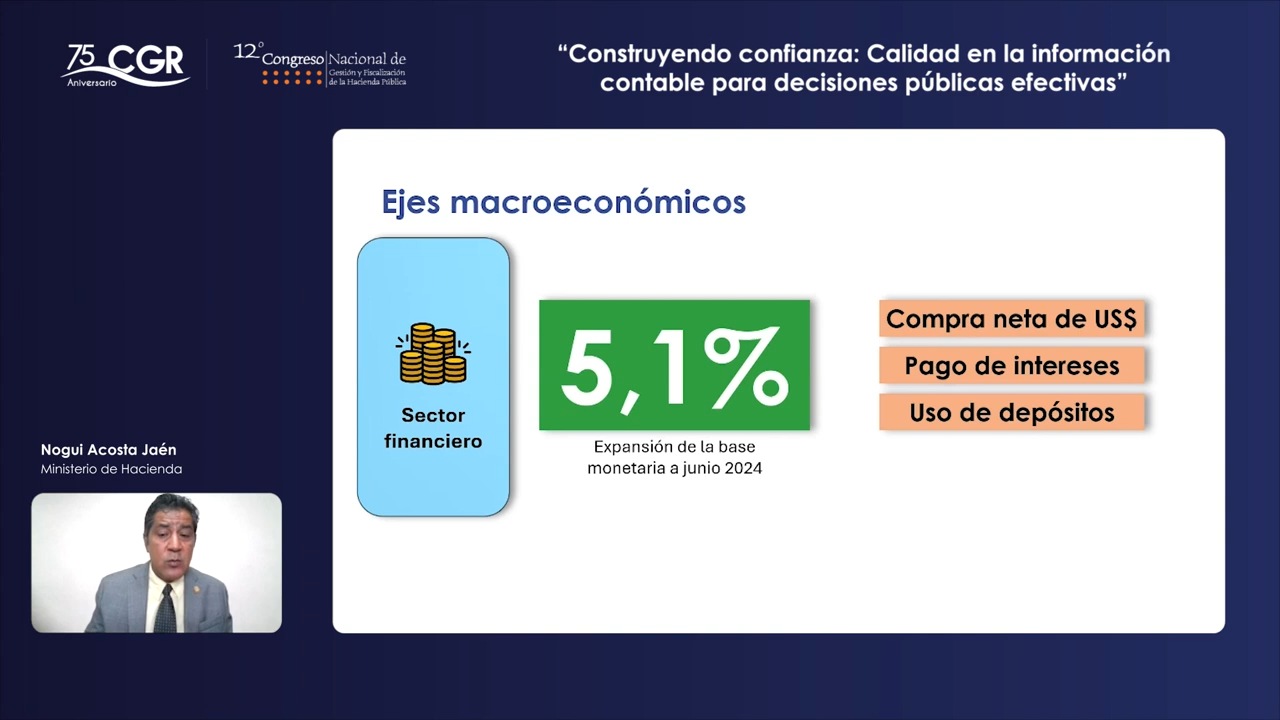 75 CGR
Aniversario
12° Congreso Nacional de
Gestión y Fiscalización
de la Hacienda Pública
“Construyendo confianza: Calidad en la información
contable para decisiones públicas efectivas”
Ejes macroeconómicos
Sector
financiero
5,1%
Expansión de la base
monetaria a junio 2024
Compra neta de US$
Pago de intereses
Uso de depósitos
Nogui Acosta Jaén
Ministerio de Hacienda